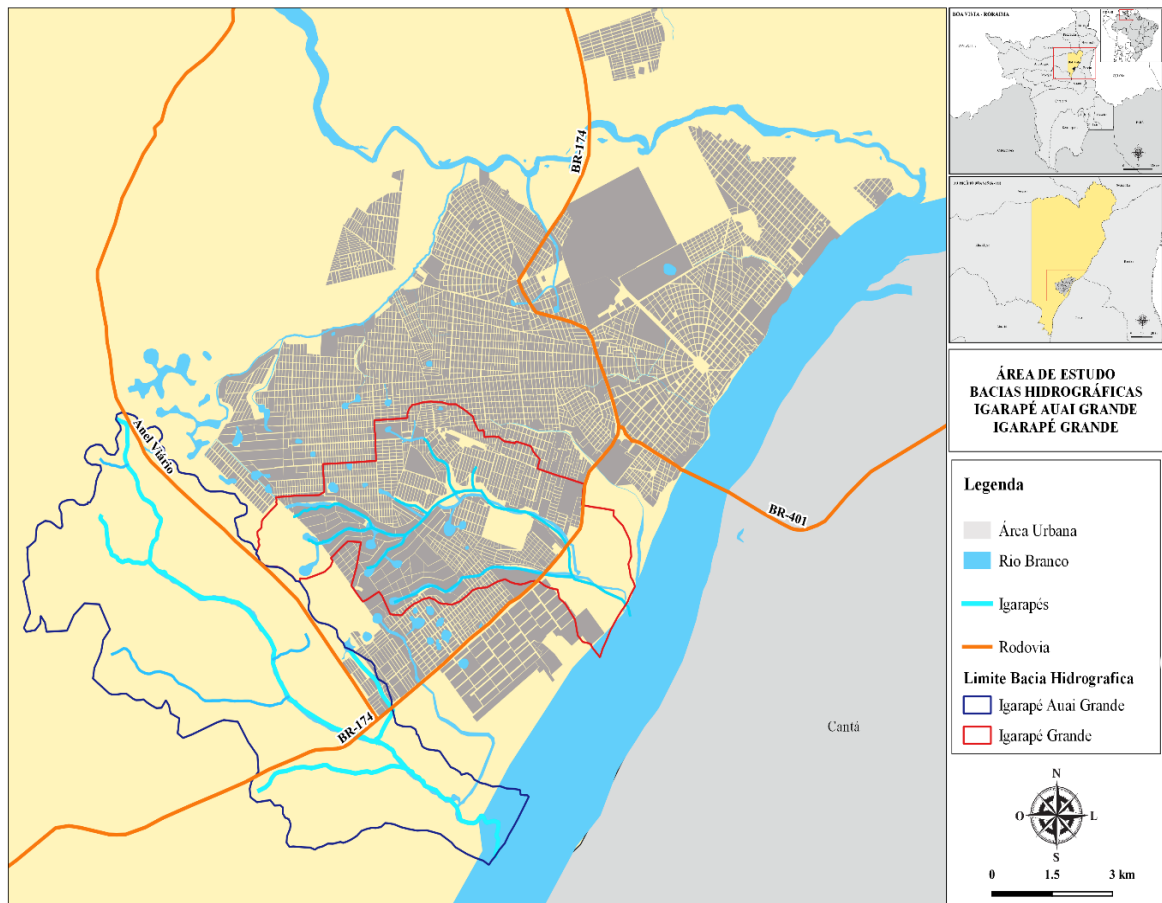 BR-174
BR-174
Anel Viário
BR-401
BR-174
Cantá
BOA VISTA - RORAIMA
ÁREA DE ESTUDO
BACIAS HIDROGRÁFICAS
IGARAPÉ AUAI GRANDE
IGARAPÉ GRANDE
Legenda
Área Urbana
Rio Branco
Igarapés
Rodovia
Limite Bacia Hidrografica
Igarapé Auai Grande
Igarapé Grande
N
O
L
S
0 1.5 3 km